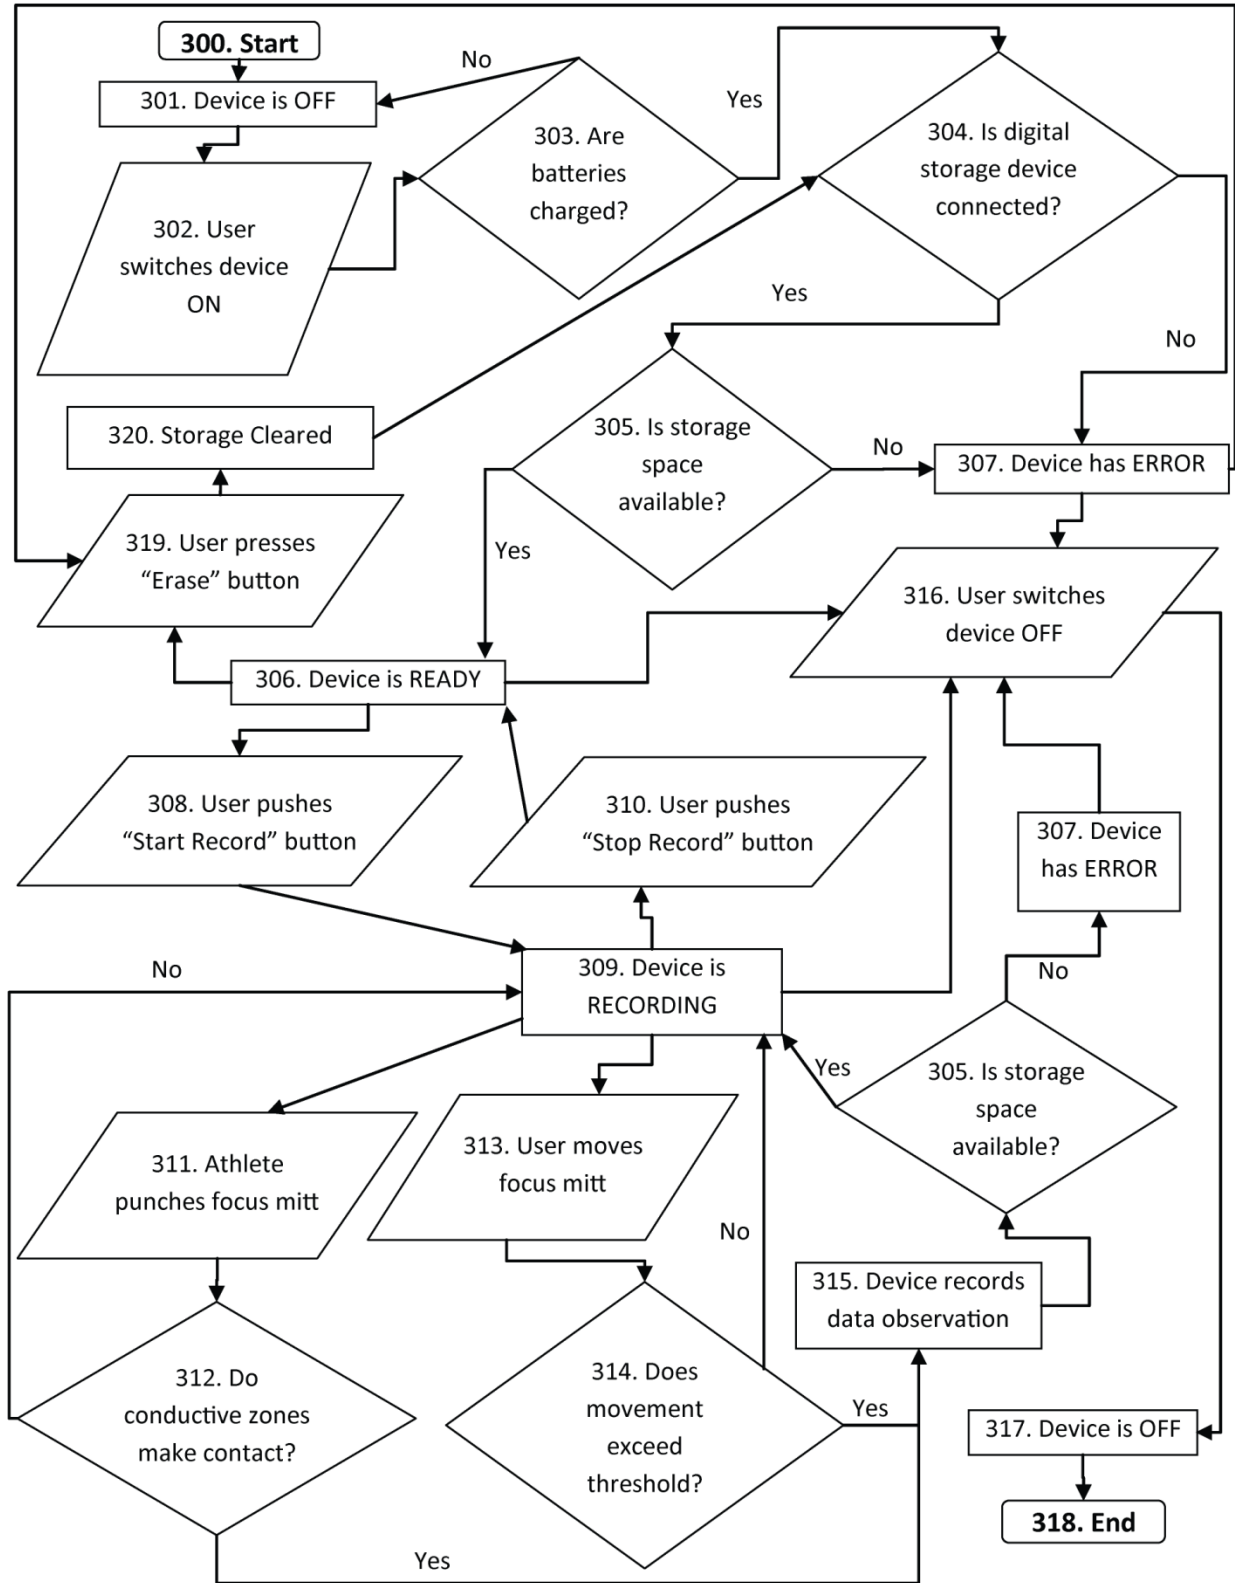 300. Start
No
301. Device is OFF
Yes
303. Are
batteries
charged?
304. Is digital
storage device
connected?
302. User
switches device
ON
Yes
No
320. Storage Cleared
305. Is storage
space
available?
No
307. Device has ERROR
319. User presses
“Erase” button
Yes
316. User switches
device OFF
306. Device is READY
308. User pushes
“Start Record” button
310. User pushes
“Stop Record” button
307. Device
has ERROR
No
309. Device is
RECORDING
No
Yes
305. Is storage
space
available?
311. Athlete
punches focus mitt
313. User moves
focus mitt
No
315. Device records
data observation
312. Do
conductive zones
make contact?
314. Does
movement
exceed
threshold?
Yes
317. Device is OFF
318. End
Yes